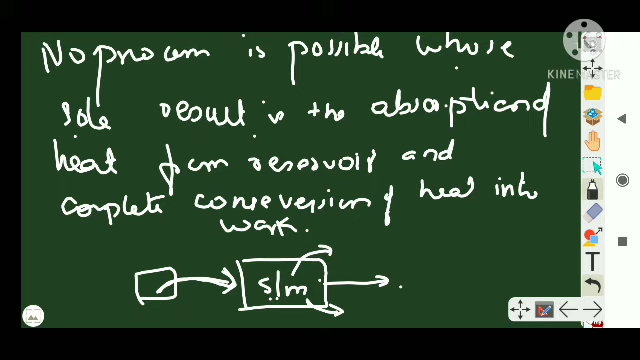 No process is possible whose
sole result is the absorption of
heat from reservoir and
complete conversion of heat into
work.
s/m
KINEMASTER
T